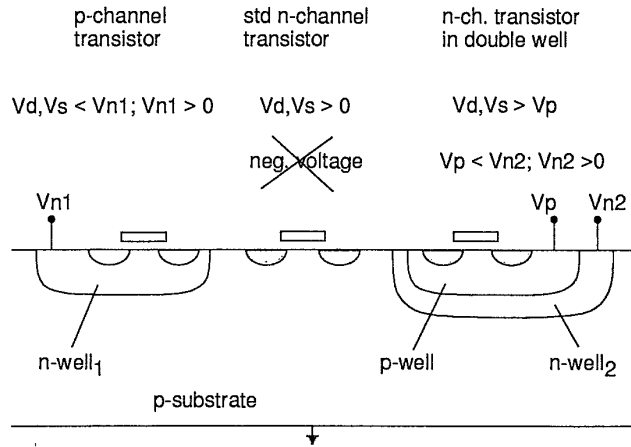 p-channel
transistor
std n-channel
transistor
n-ch. transistor
in double well
Vd,Vs < Vn1; Vn1 > 0
Vd,Vs > 0
Vd,Vs > Vp
neg. voltage
Vp < Vn2; Vn2 >0
Vn1
Vp
Vn2
n-well1
p-well
n-well2
p-substrate